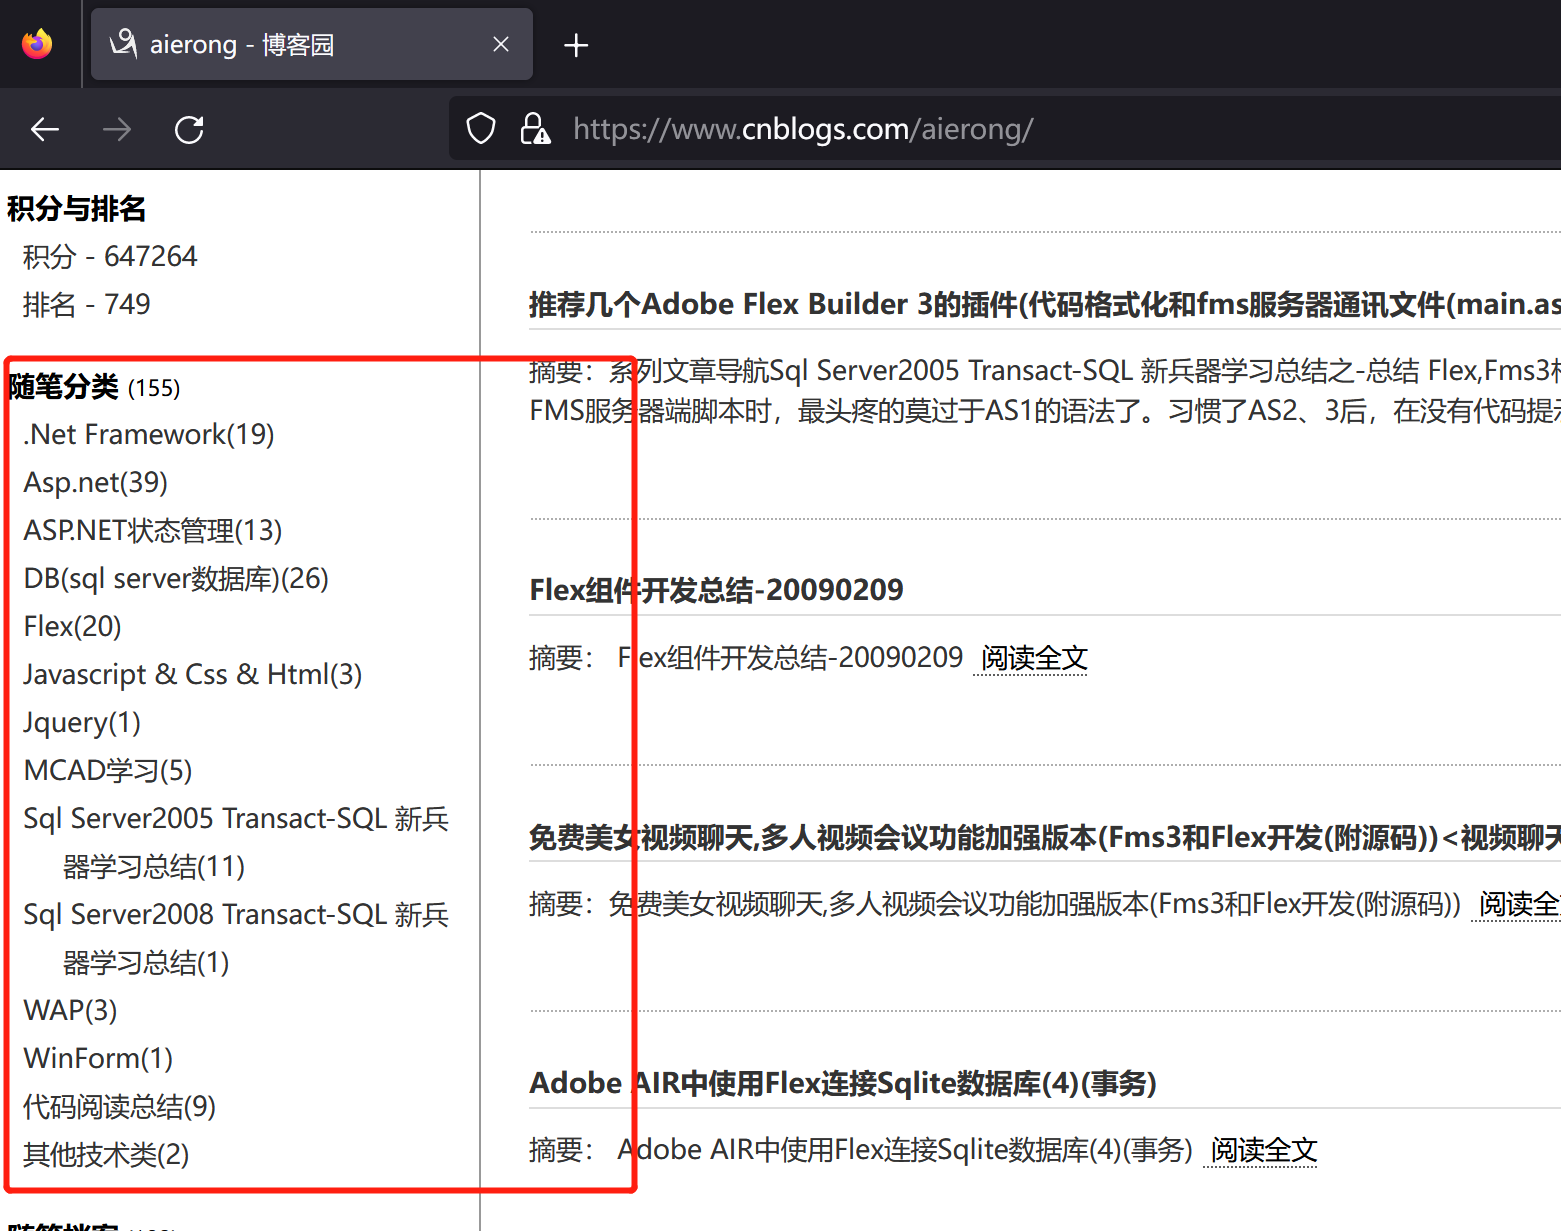 aierong - 博客园
https://www.cnblogs.com/aierong/
积分与排名
积分 - 647264
排名 - 749
随笔分类 (155)
.Net Framework(19)
Asp.net(39)
ASP.NET状态管理(13)
DB(sql server数据库)(26)
Flex(20)
Javascript & Css & Html(3)
Jquery(1)
MCAD学习(5)
Sql Server2005 Transact-SQL 新兵
器学习总结(11)
Sql Server2008 Transact-SQL 新兵
器学习总结(1)
WAP(3)
WinForm(1)
代码阅读总结(9)
其他技术类(2)
推荐几个Adobe Flex Builder 3的插件(代码格式化和fms服务器通讯文件(main.as
摘要：系列文章导航Sql Server2005 Transact-SQL 新兵器学习总结之-总结 Flex,Fms3
FMS服务器端脚本时，最头疼的莫过于AS1的语法了。习惯了AS2、3后，在没有代码提示
Flex组件开发总结-20090209
摘要： Flex组件开发总结-20090209 阅读全文
免费美女视频聊天,多人视频会议功能加强版本(Fms3和Flex开发(附源码))<视频聊天
摘要：免费美女视频聊天,多人视频会议功能加强版本(Fms3和Flex开发(附源码)) 阅读全文
Adobe AIR中使用Flex连接Sqlite数据库(4)(事务)
摘要： Adobe AIR中使用Flex连接Sqlite数据库(4)(事务) 阅读全文